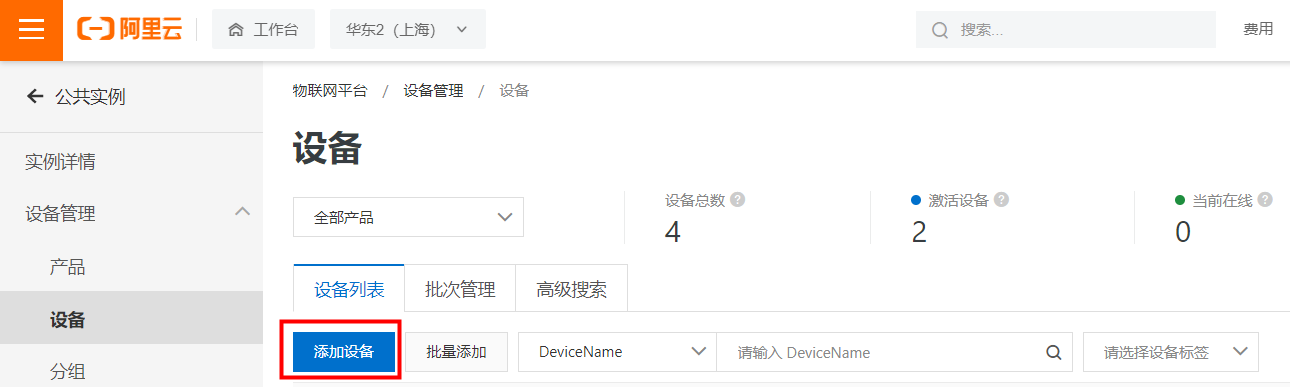 阿里云 工作台 华东2（上海） 搜索... 费用
公共实例
实例详情
设备管理
产品
设备
分组
物联网平台 / 设备管理 / 设备
设备
全部产品
设备总数 ?
4
激活设备 ?
2
当前在线 ?
0
设备列表 批次管理 高级搜索
添加设备 批量添加 DeviceName 请输入 DeviceName 请选择设备标签